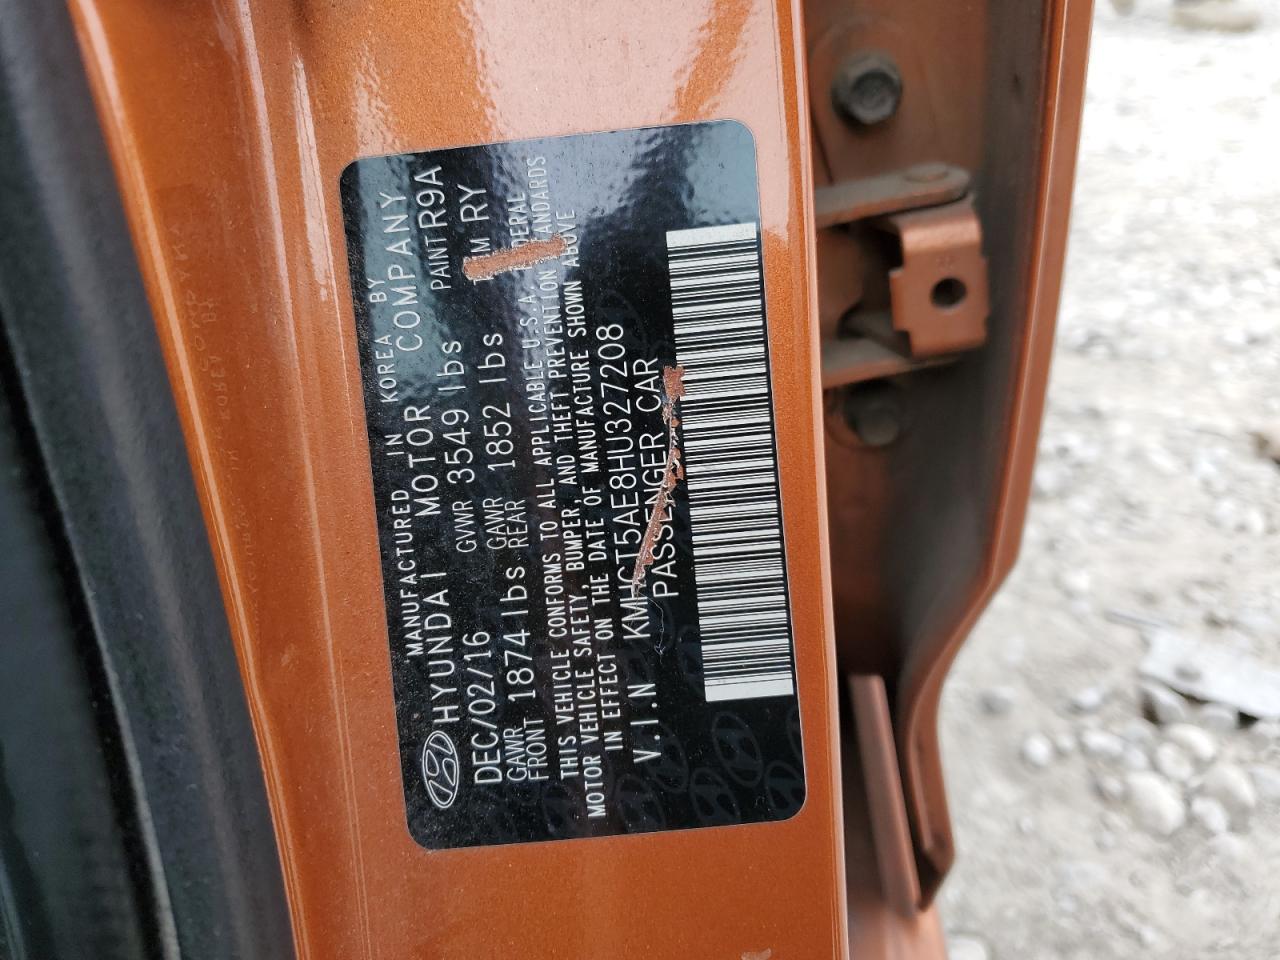 MANUFACTURED IN KOREA BY
HYUNDAI MOTOR COMPANY
DEC/02/16 GVWR 3549 lbs PAINT R9A
GAWR FRONT 1874 lbs GAWR REAR 1852 lbs RY
THIS VEHICLE CONFORMS TO ALL APPLICABLE U.S.A.
MOTOR VEHICLE SAFETY, BUMPER, AND THEFT PREVENTION
IN EFFECT ON THE DATE OF MANUFACTURE SHOWN ABOVE
V.I.N KMHCT5AE8HU327208
PASSENGER CAR